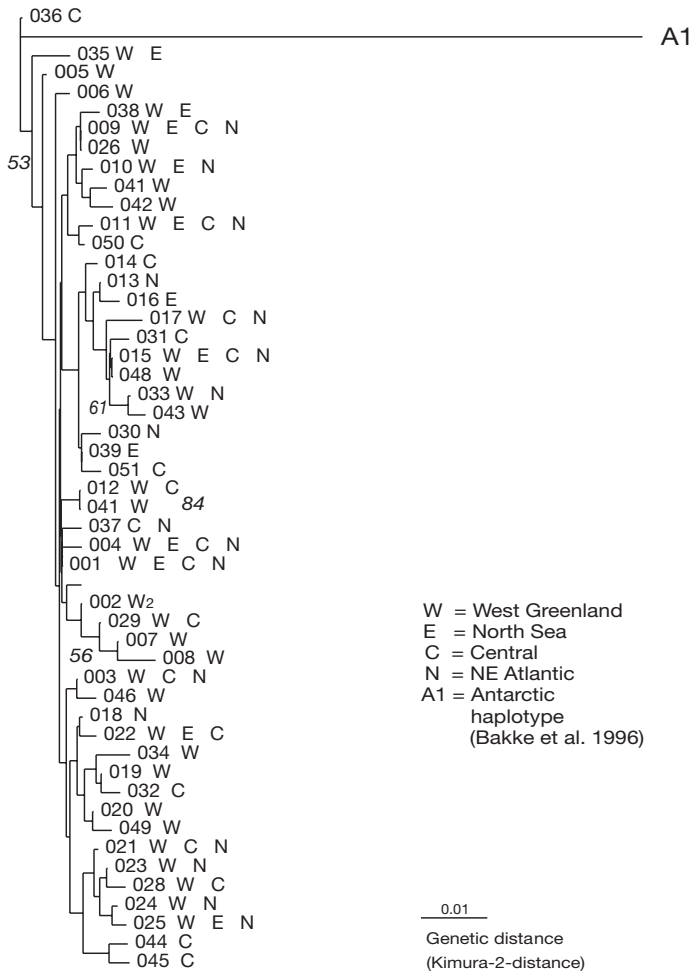 036 C
A1
035 W E
005 W
006 W
038 W E
009 W E C N
026 W
53
010 W E N
041 W
042 W
011 W E C N
050 C
014 C
013 N
016 E
017 W C N
031 C
015 W E C N
048 W
033 W N
61
043 W
030 N
039 E
051 C
012 W C
041 W 84
037 C N
004 W E C N
001 W E C N
002 W2
029 W C
007 W
56
008 W
003 W C N
046 W
018 N
022 W E C
034 W
019 W
032 C
020 W
049 W
021 W C N
023 W N
028 W C
024 W N
025 W E N
044 C
045 C
W = West Greenland
E = North Sea
C = Central
N = NE Atlantic
A1 = Antarctic
haplotype
(Bakke et al. 1996)
0.01
Genetic distance
(Kimura-2-distance)